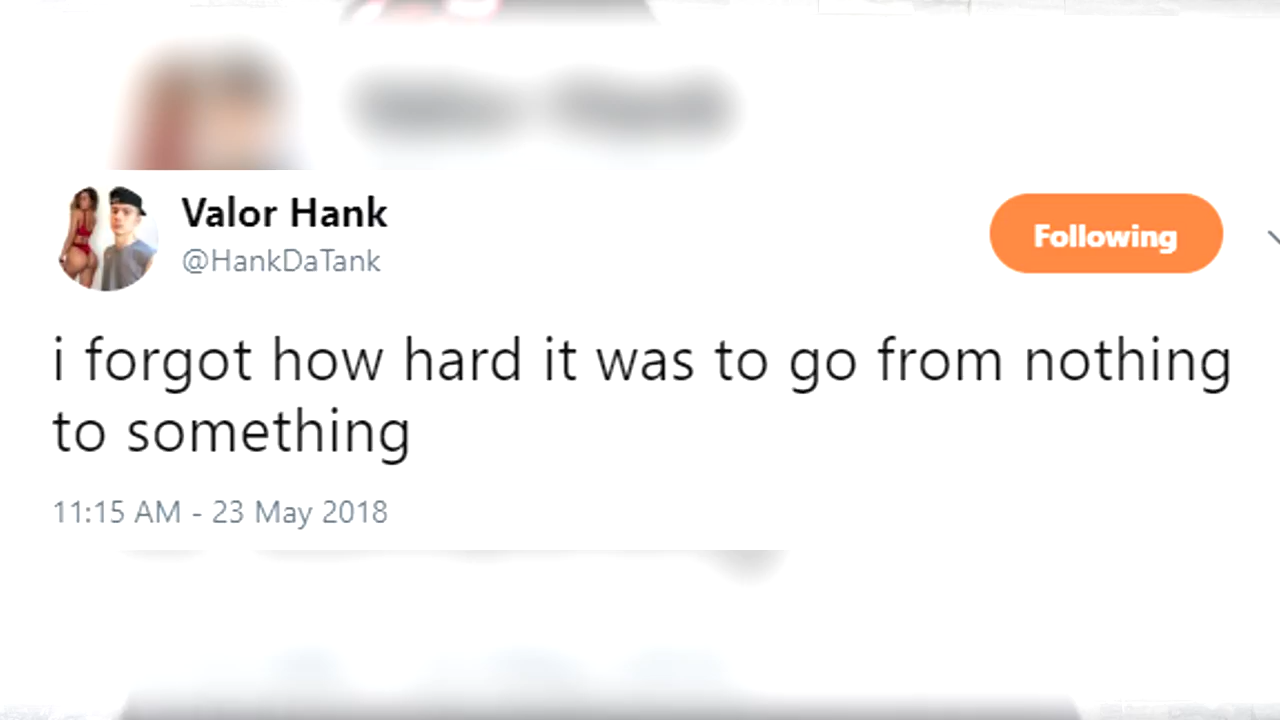 Valor Hank
@HankDaTank
Following
i forgot how hard it was to go from nothing
to something
11:15 AM - 23 May 2018